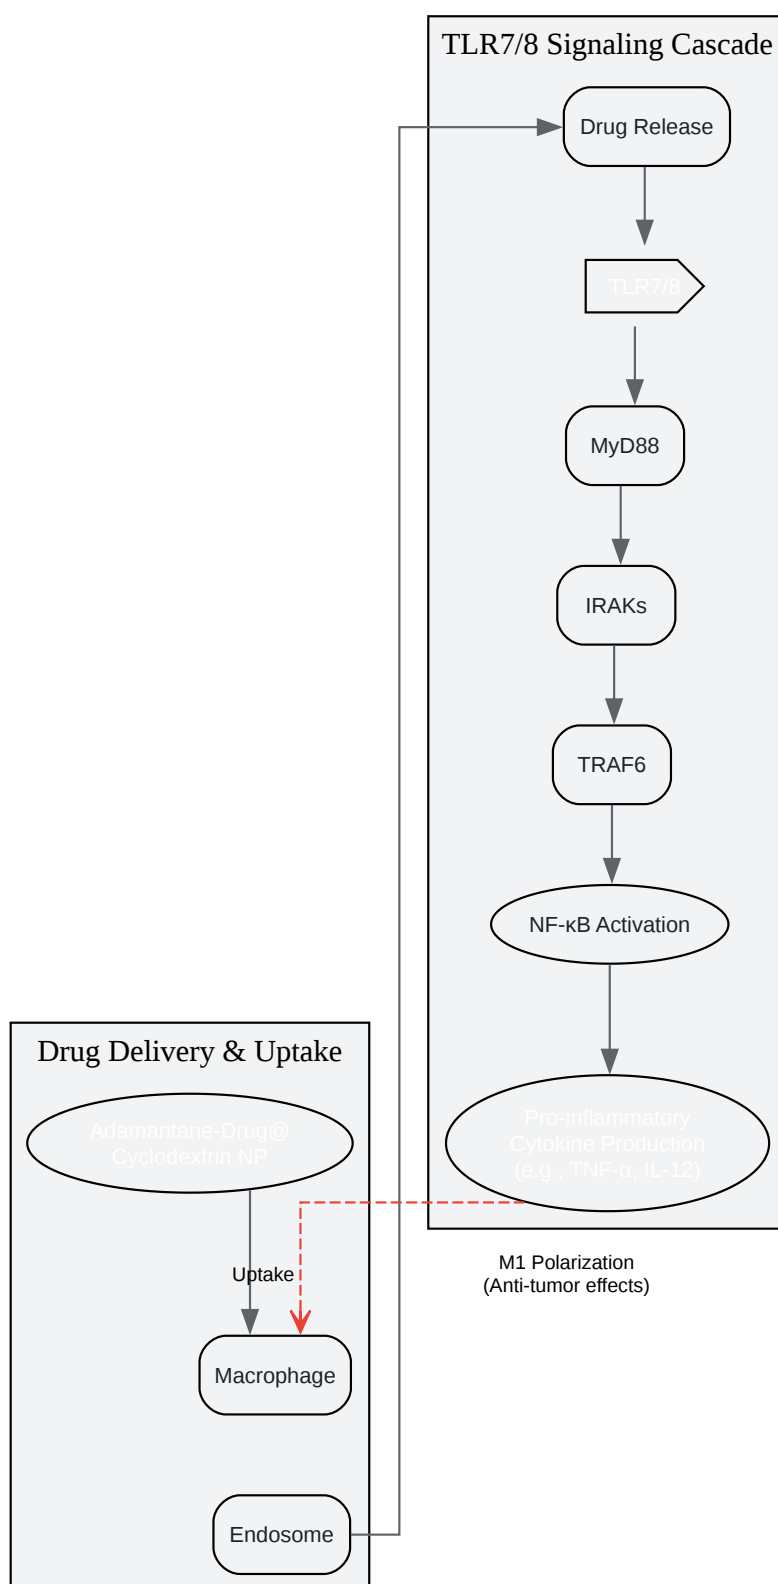 TLR7/8 Signaling Cascade
Drug Release
TLR7/8
MyD88
IRAKs
TRAF6
NF-κB Activation
Pro-inflammatory
Cytokine Production
(e.g., TNF-α, IL-12)
M1 Polarization
(Anti-tumor effects)
Drug Delivery & Uptake
Adamantane-Drug@
Cyclodextrin NP
Uptake
Macrophage
Endosome